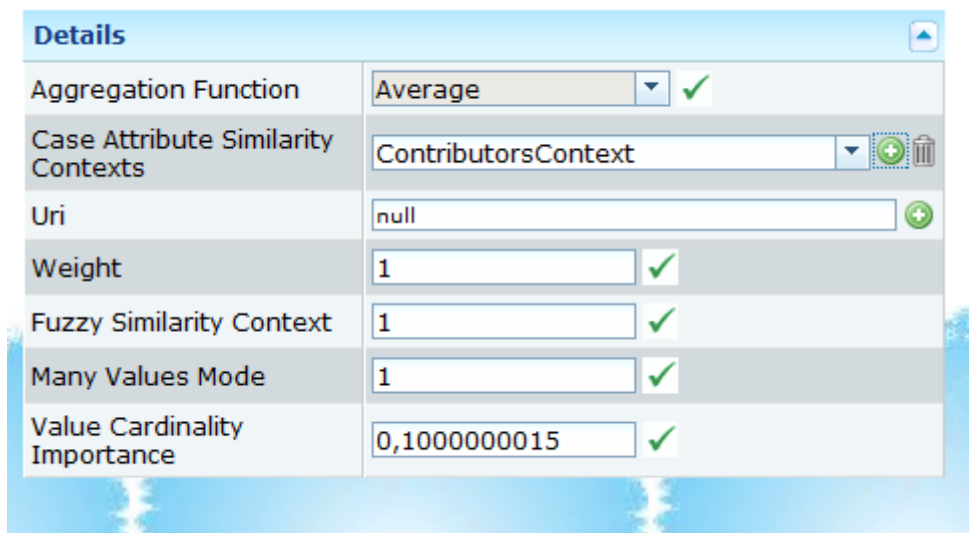 Details
Aggregation Function
Average
Case Attribute Similarity
Contexts
ContributorsContext
Uri
null
Weight
1
Fuzzy Similarity Context
1
Many Values Mode
1
Value Cardinality
Importance
0,1000000015